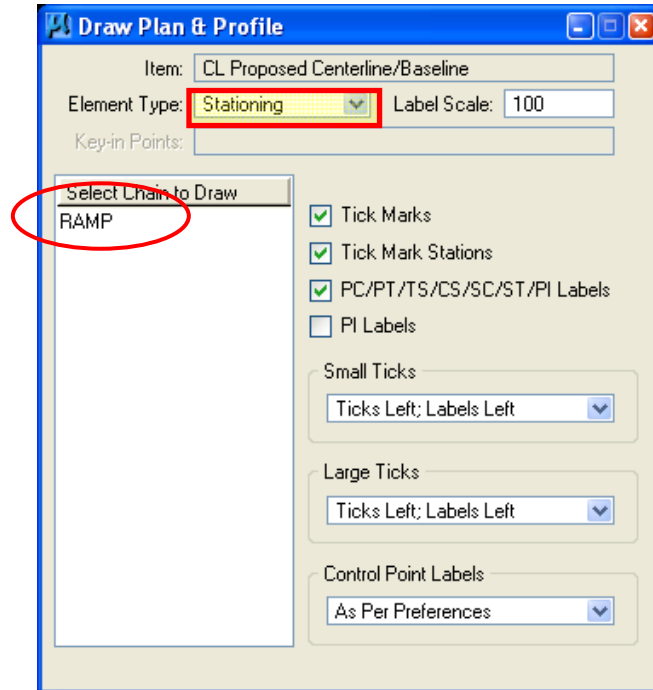 Draw Plan & Profile
Item: CL Proposed Centerline/Baseline
Element Type: Stationing Label Scale: 100
Key-in Points:
Select Chain to Draw
RAMP
Tick Marks
Tick Mark Stations
PC/PT/TS/CS/SC/ST/PI Labels
PI Labels
Small Ticks
Ticks Left; Labels Left
Large Ticks
Ticks Left; Labels Left
Control Point Labels
As Per Preferences